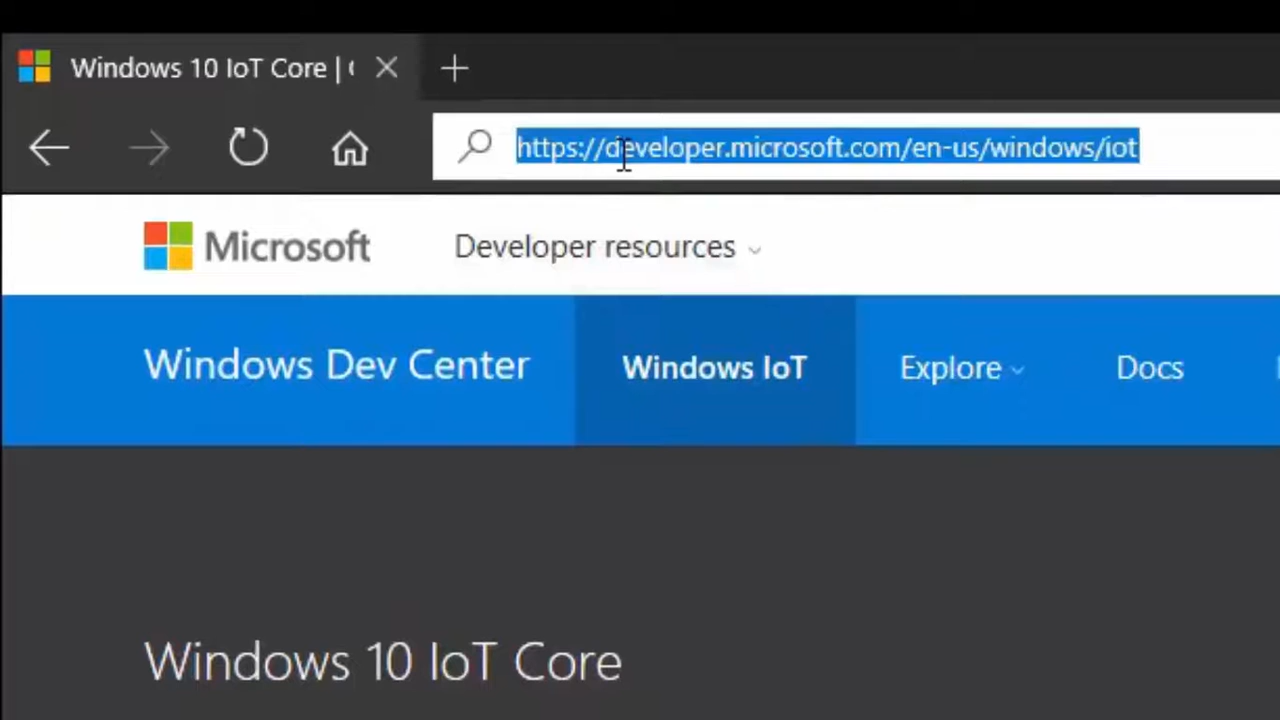 Windows 10 IoT Core |
https://developer.microsoft.com/en-us/windows/iot
Microsoft
Developer resources
Windows Dev Center
Windows IoT
Explore
Docs
Windows 10 IoT Core